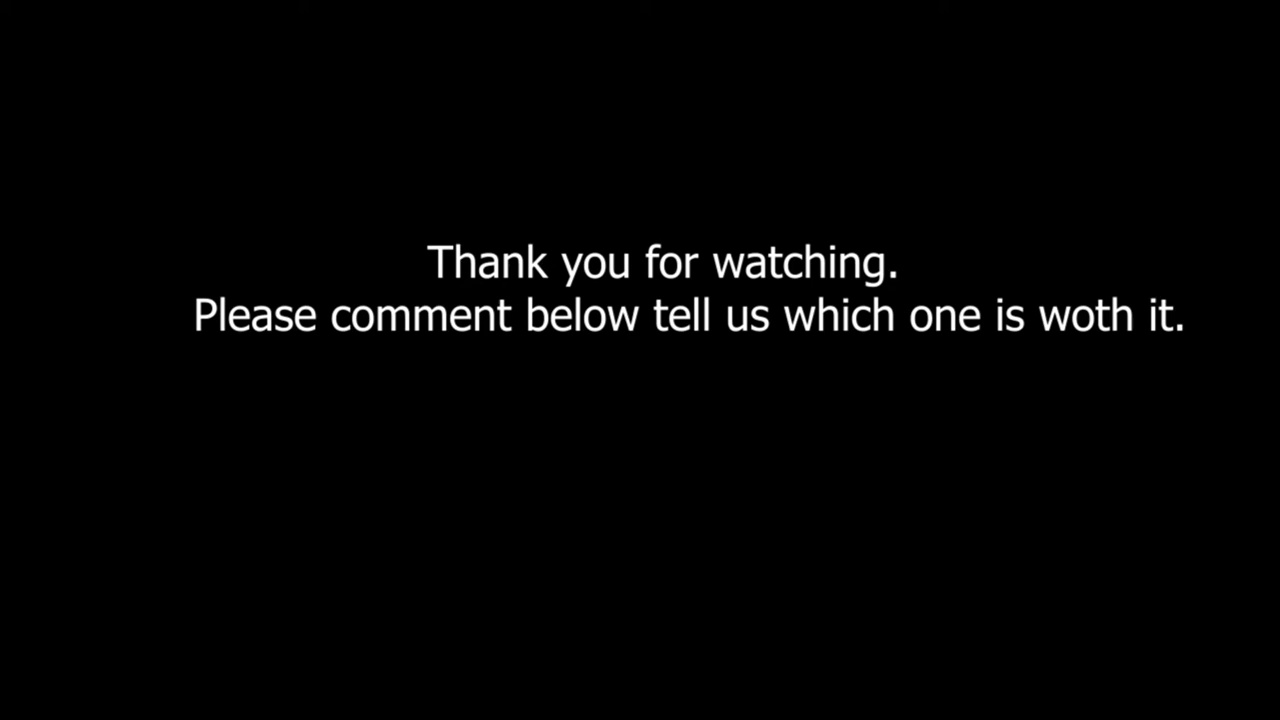 Thank you for watching.
Please comment below tell us which one is woth it.